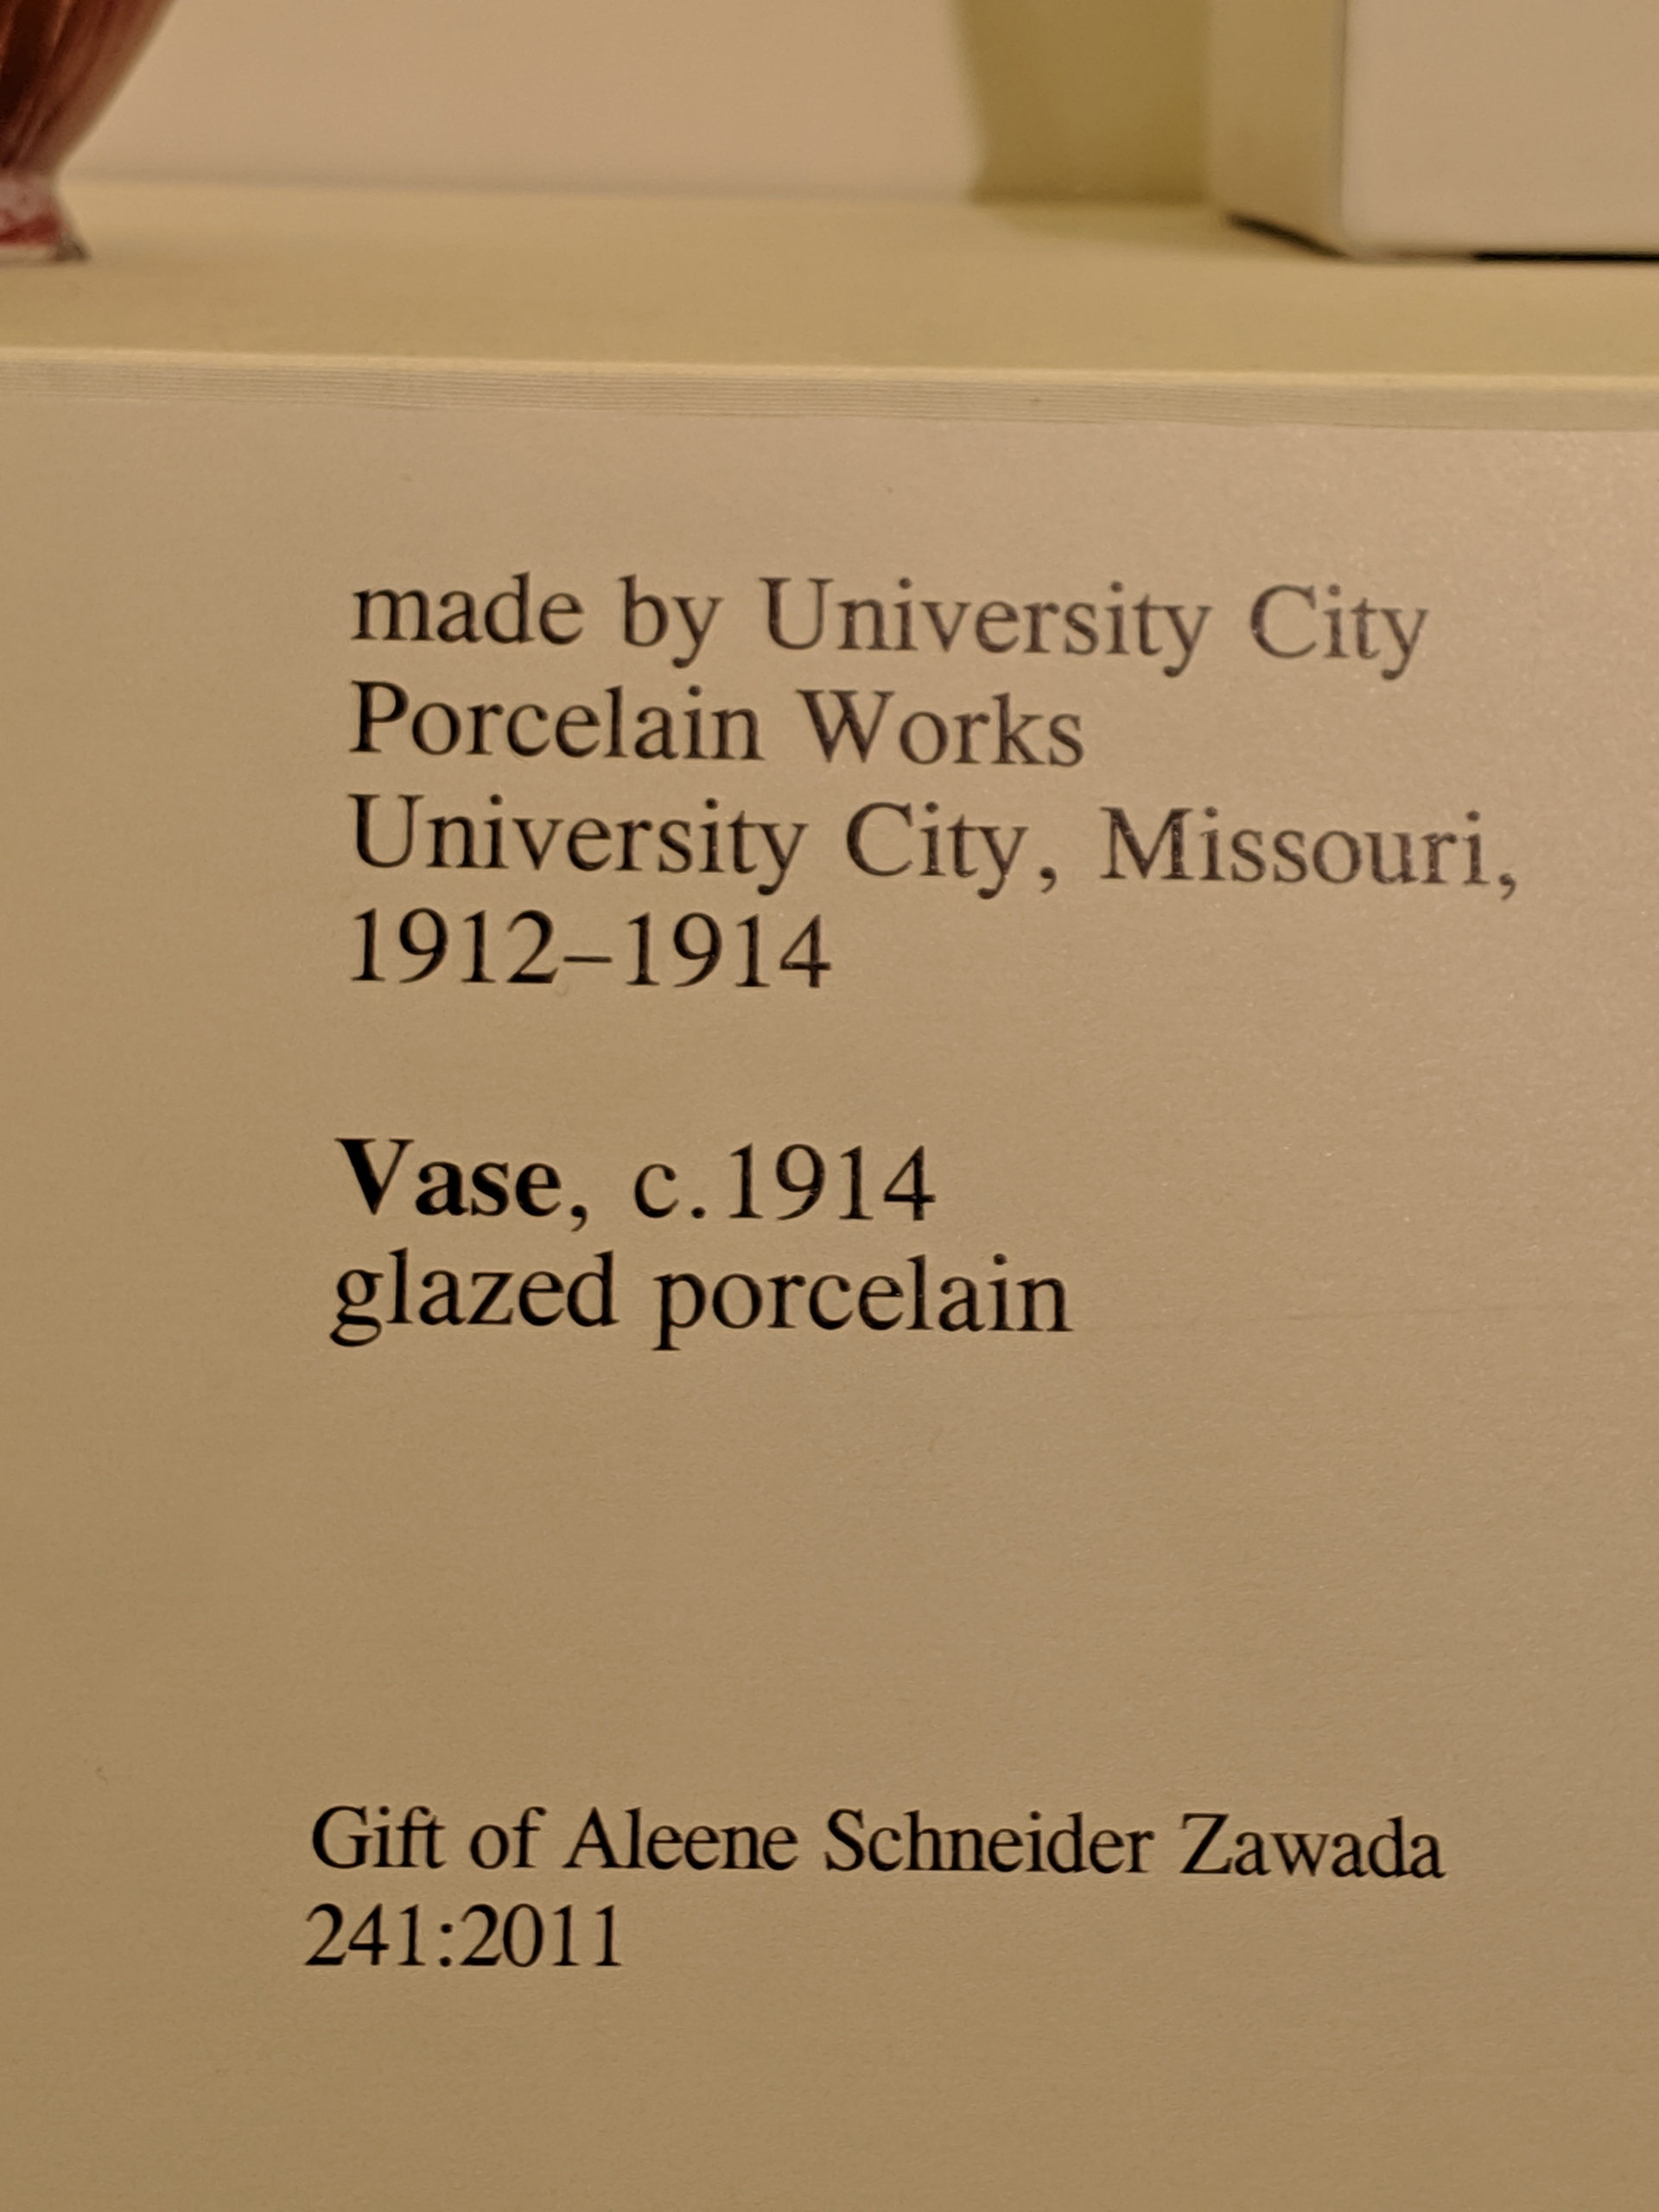 made by University City
Porcelain Works
University City, Missouri,
1912–1914
Vase, c.1914
glazed porcelain
Gift of Aleene Schneider Zawada
241:2011